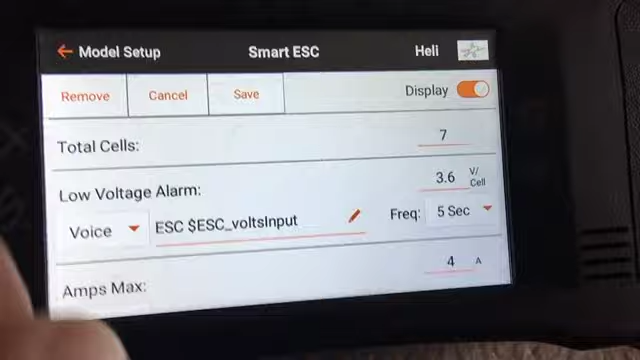 ← Model Setup Smart ESC Heli
Remove Cancel Save Display
Total Cells: 7
Low Voltage Alarm: 3.6 V/Cell
Voice ESC $ESC_voltsInput Freq: 5 Sec
Amps Max: 4 A